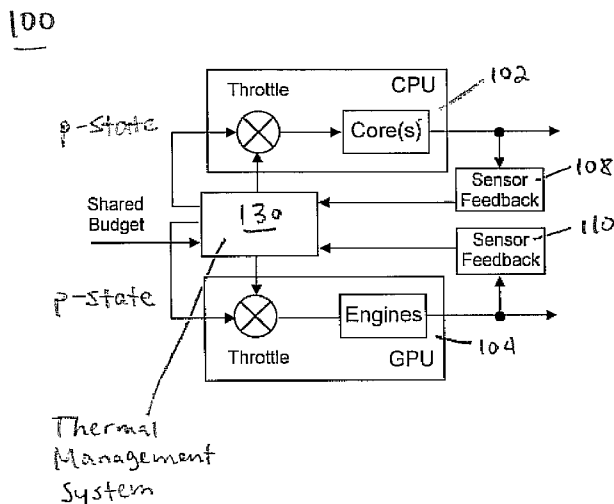 100
CPU
102
Throttle
p-state
Core(s)
108
Sensor
Feedback
Shared
Budget
130
110
Sensor
Feedback
p-state
Engines
Throttle
GPU
104
Thermal
Management
System